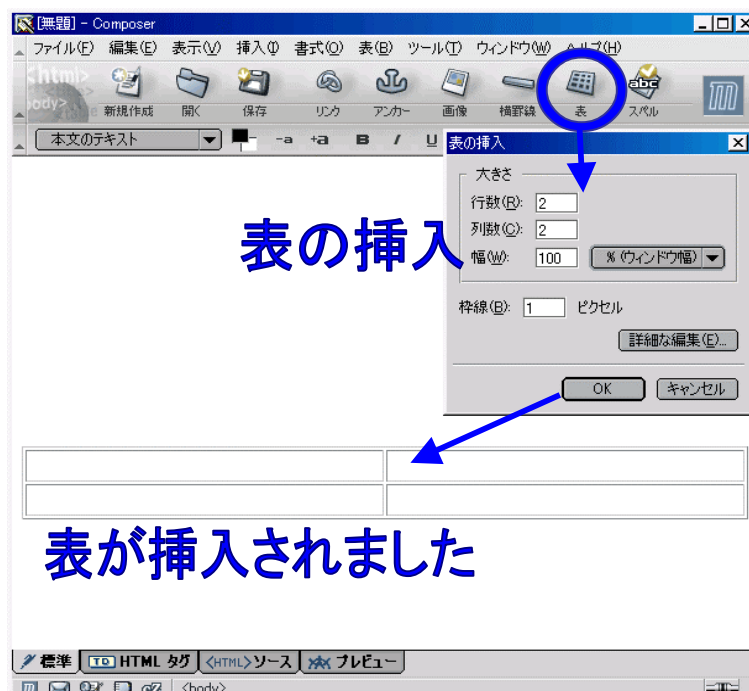 [無題] - Composer
ファイル(F) 編集(E) 表示(V) 挿入(I) 書式(O) 表(B) ツール(T) ウィンドウ(W) ヘルプ(H)
<html>
body>
新規作成 開く 保存 リンク アンカー 画像 横罫線 表 スペル
abc
本文のテキスト -a +a B I U
表の挿入
大きさ
行数(R): 2
列数(C): 2
幅(W): 100 % (ウィンドウ幅)
枠線(B): 1 ピクセル
詳細な編集(E)...
OK キャンセル
表の挿入
表が挿入されました
標準 TD HTML タグ <HTML>ソース プレビュー
<body>